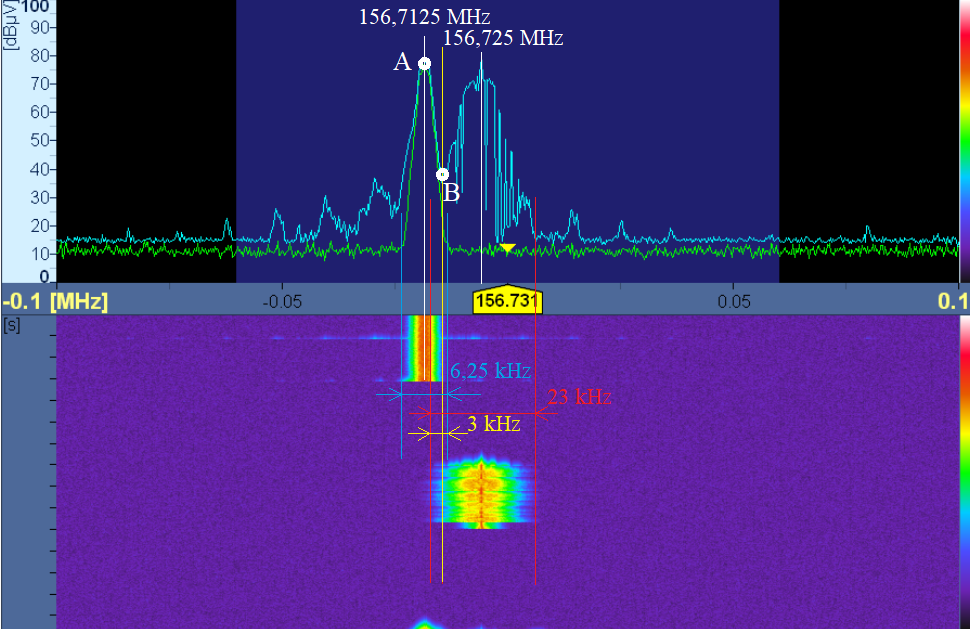 [dBµV]
100
90
80
70
60
50
40
30
20
10
0
156,7125 MHz
156,725 MHz
A
B
-0.1 [MHz]
-0.05
156.731
0.05
0.1
[s]
6,25 kHz
23 kHz
3 kHz